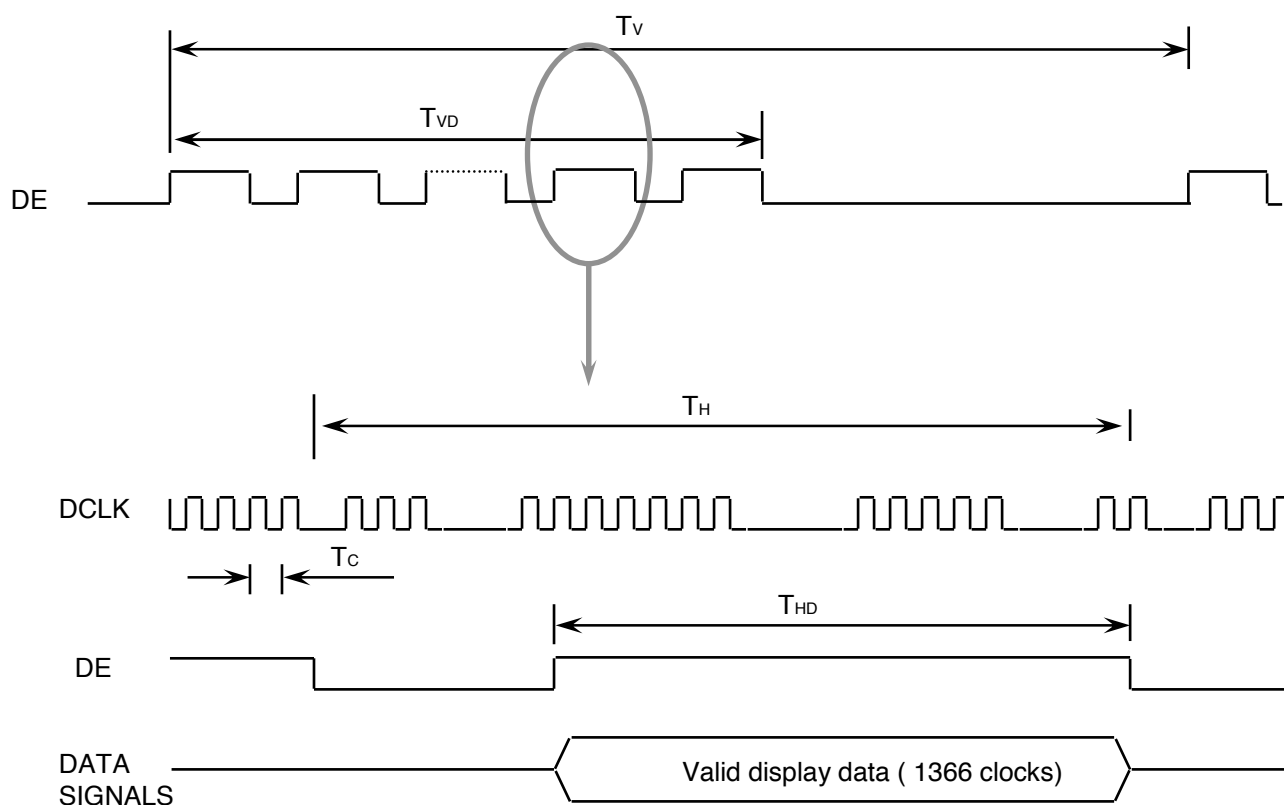 TV
TVD
DE
TH
DCLK
TC
THD
DE
DATA
SIGNALS
Valid display data ( 1366 clocks)